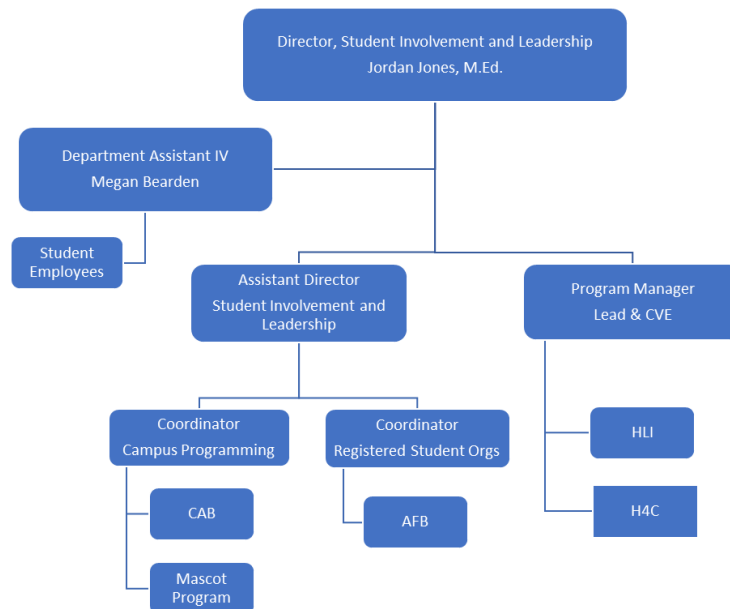 Director, Student Involvement and Leadership
Jordan Jones, M.Ed.
Department Assistant IV
Megan Bearden
Student
Employees
Assistant Director
Student Involvement and
Leadership
Program Manager
Lead & CVE
Coordinator
Campus Programming
Coordinator
Registered Student Orgs
HLI
CAB
AFB
H4C
Mascot
Program